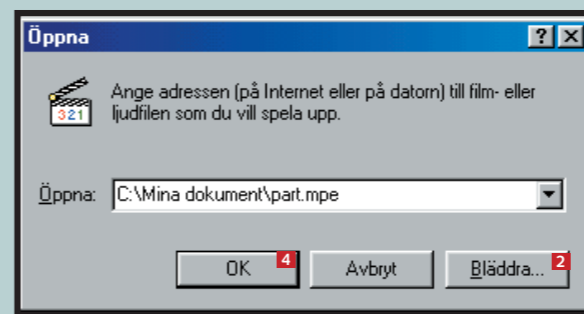 Öppna
Ange adressen (på Internet eller på datorn) till film- eller
ljudfilen som du vill spela upp.
321
Öppna: C:\Mina dokument\part.mpe
OK 4 Avbryt Bläddra... 2